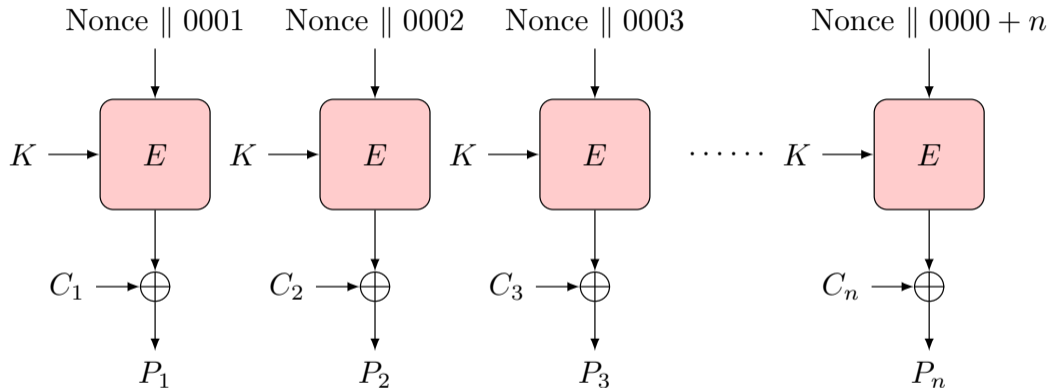 Nonce ∥ 0001 Nonce ∥ 0002 Nonce ∥ 0003 Nonce ∥ 0000 + n
K E K E K E ······ K E
C₁ C₂ C₃ Cₙ
P₁ P₂ P₃ Pₙ